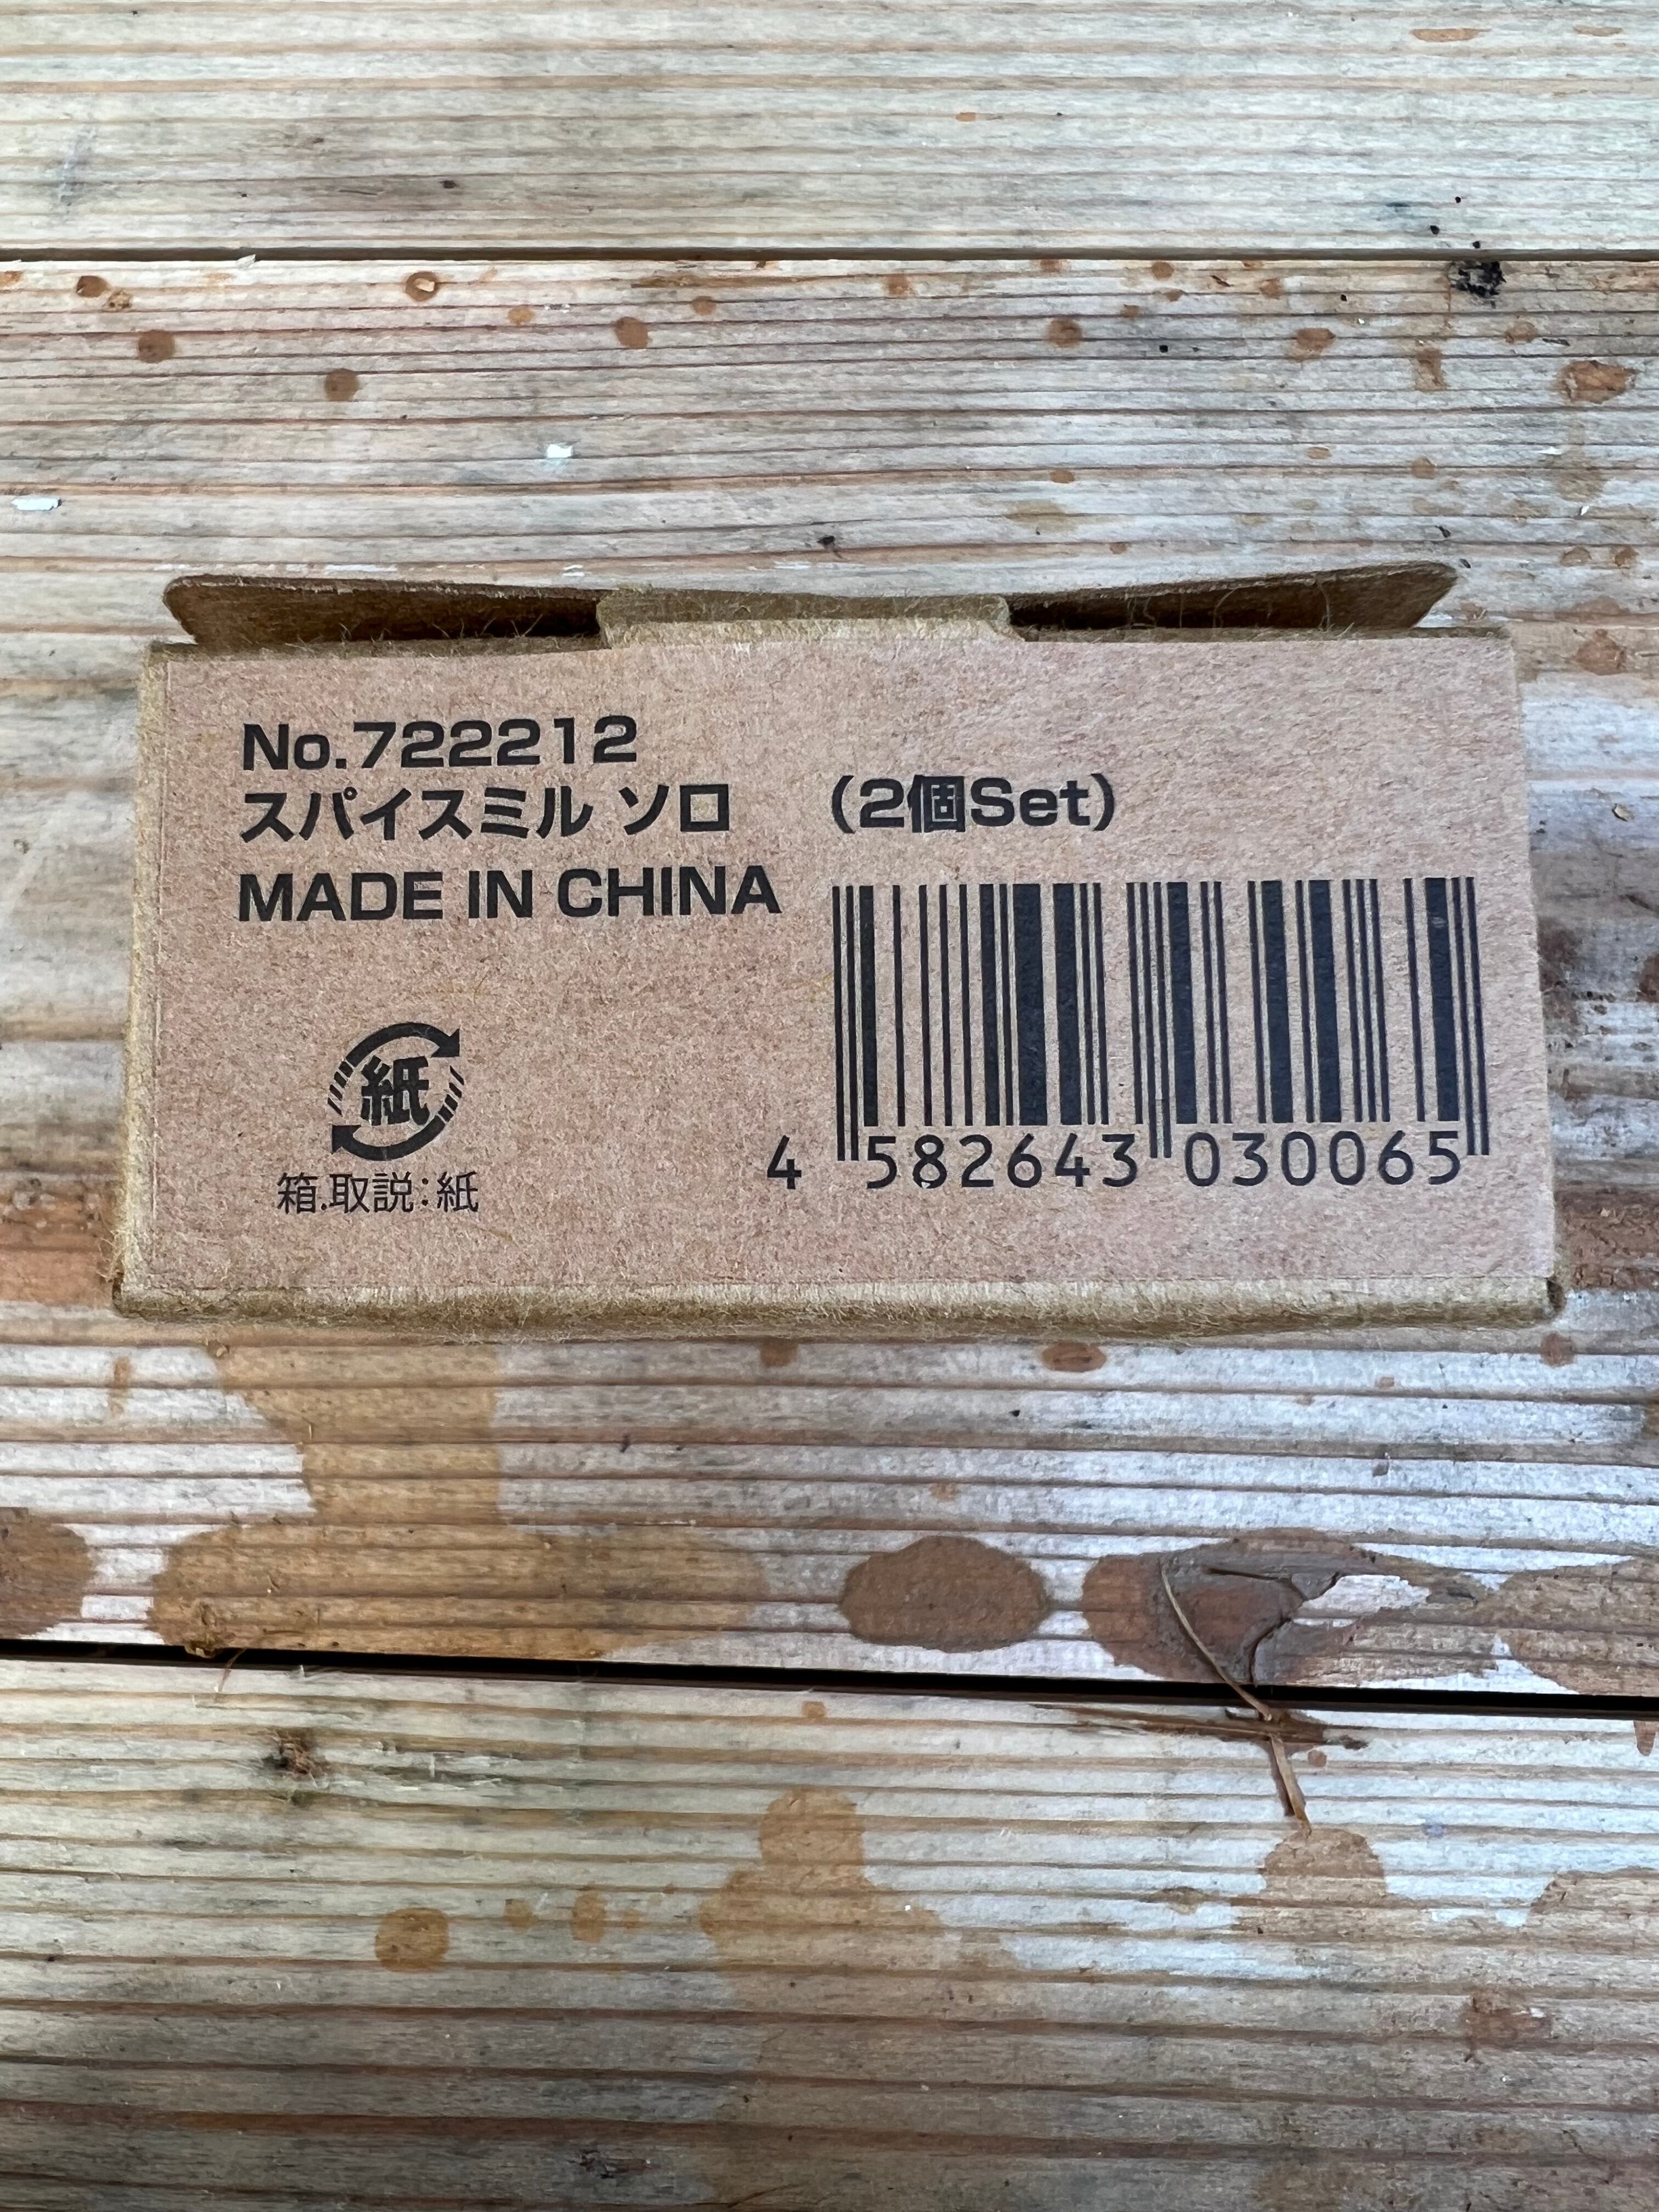 No.722212
スパイスミル ソロ (2個Set)
MADE IN CHINA
紙
箱.取説:紙
4 582643 030065